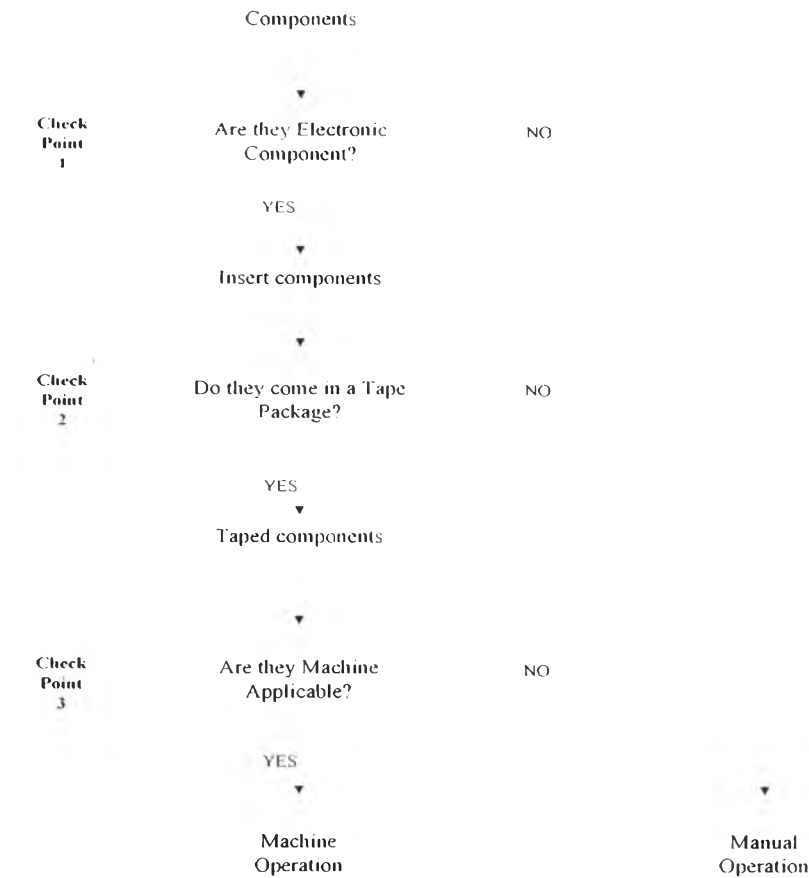 Components
Check
Point
1
Are they Electronic
Component?
NO
YES
Insert components
Check
Point
2
Do they come in a Tape
Package?
NO
YES
Taped components
Check
Point
3
Are they Machine
Applicable?
NO
YES
Machine
Operation
Manual
Operation